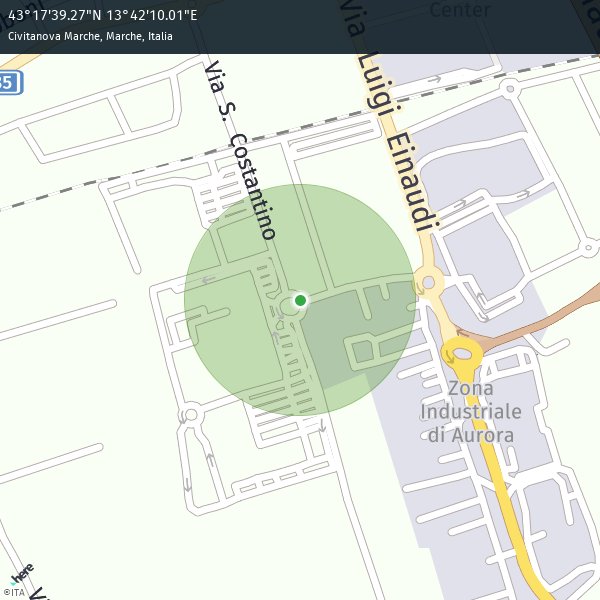 43°17'39.27"N 13°42'10.01"E
Civitanova Marche, Marche, Italia
Center
Via Luigi Einaudi
Via S. Costantino
Zona
Industriale
di Aurora
here
©ITA